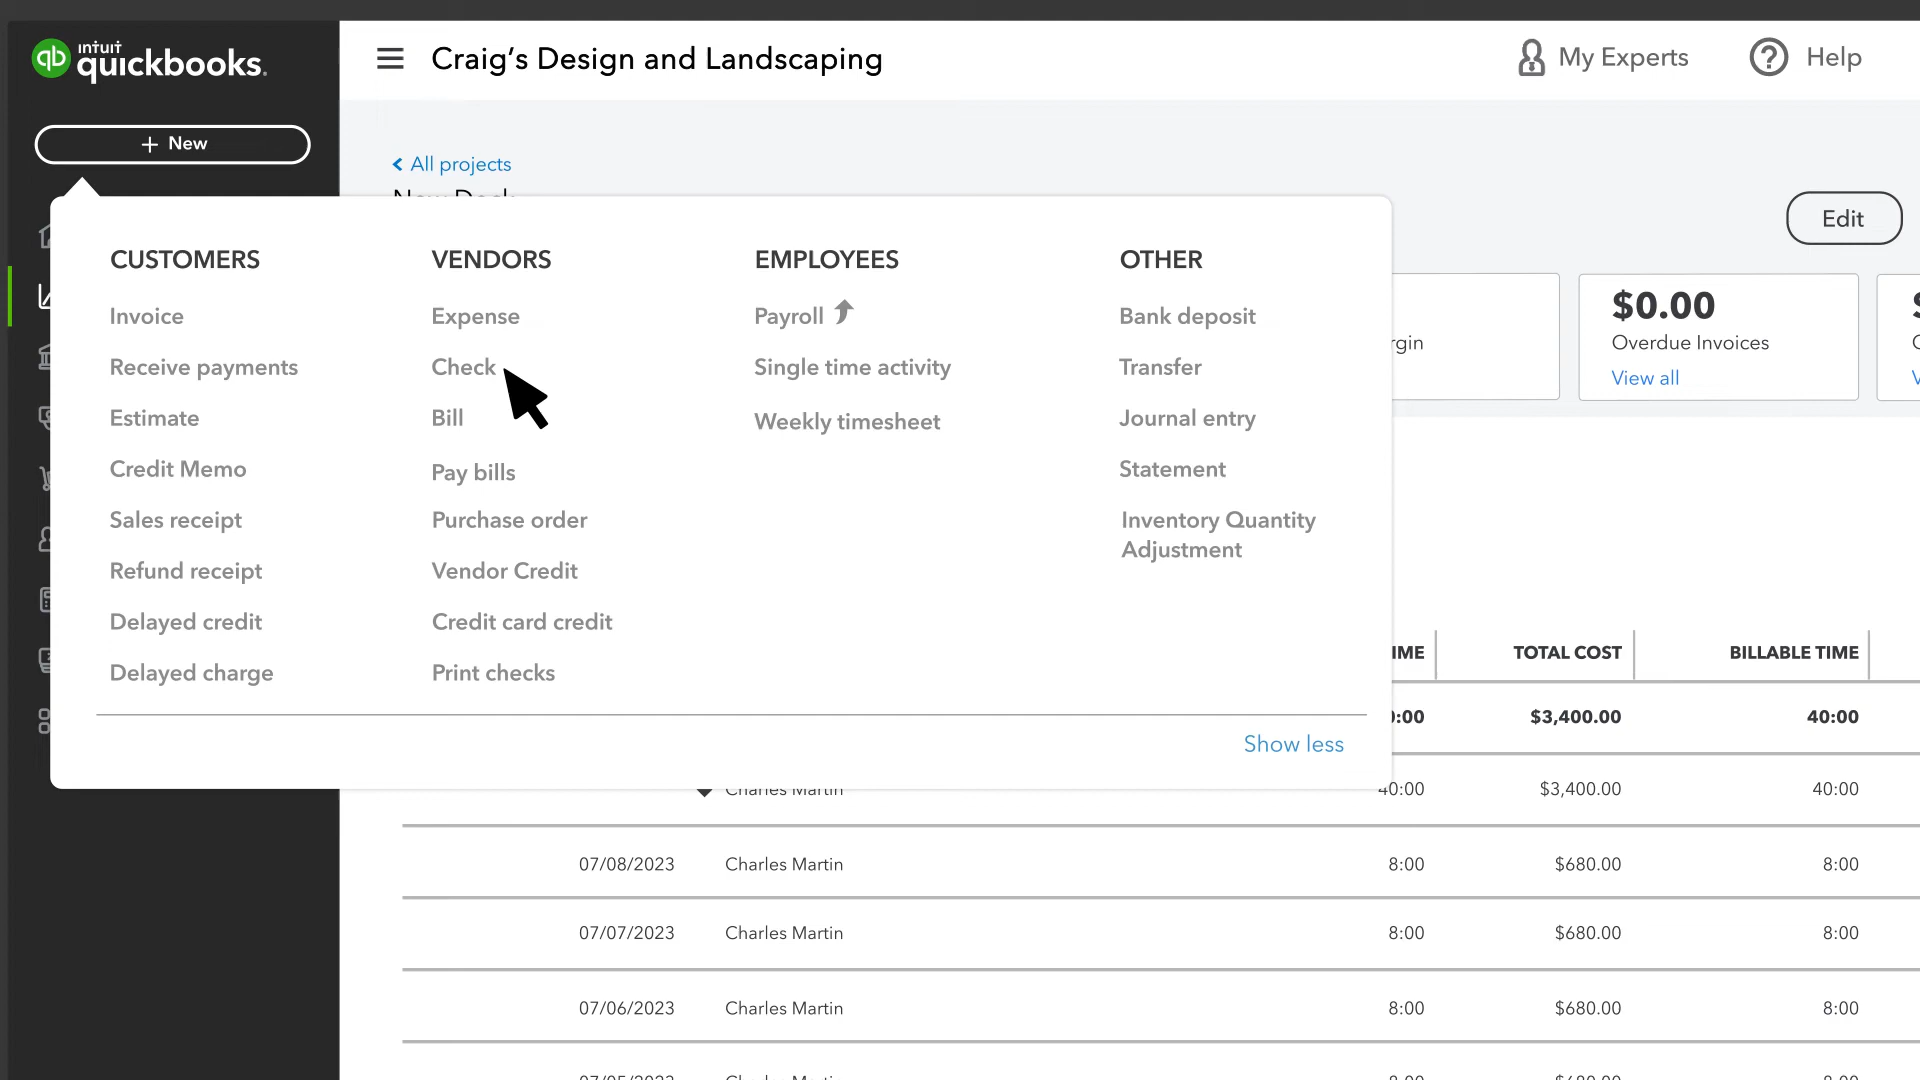 ıntuıt
quickbooks.
Craig's Design and Landscaping
My Experts
Help
+ New
All projects
Edit
CUSTOMERS
Invoice
Receive payments
Estimate
Credit Memo
Sales receipt
Refund receipt
Delayed credit
Delayed charge
VENDORS
Expense
Check
Bill
Pay bills
Purchase order
Vendor Credit
Credit card credit
Print checks
EMPLOYEES
Payroll
Single time activity
Weekly timesheet
OTHER
Bank deposit
Transfer
Journal entry
Statement
Inventory Quantity
Adjustment
Show less
$0.00
Overdue Invoices
View all
TOTAL COST
BILLABLE TIME
$3,400.00
40:00
Charles Martin
40:00
$3,400.00
40:00
07/08/2023
Charles Martin
8:00
$680.00
8:00
07/07/2023
Charles Martin
8:00
$680.00
8:00
07/06/2023
Charles Martin
8:00
$680.00
8:00